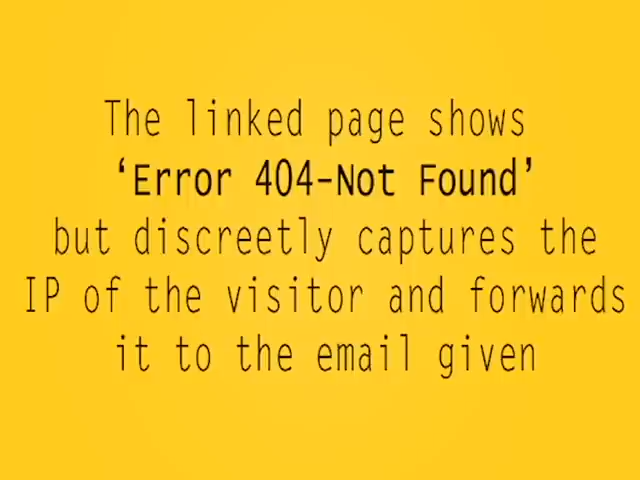 The linked page shows
‘Error 404-Not Found’
but discreetly captures the
IP of the visitor and forwards
it to the email given